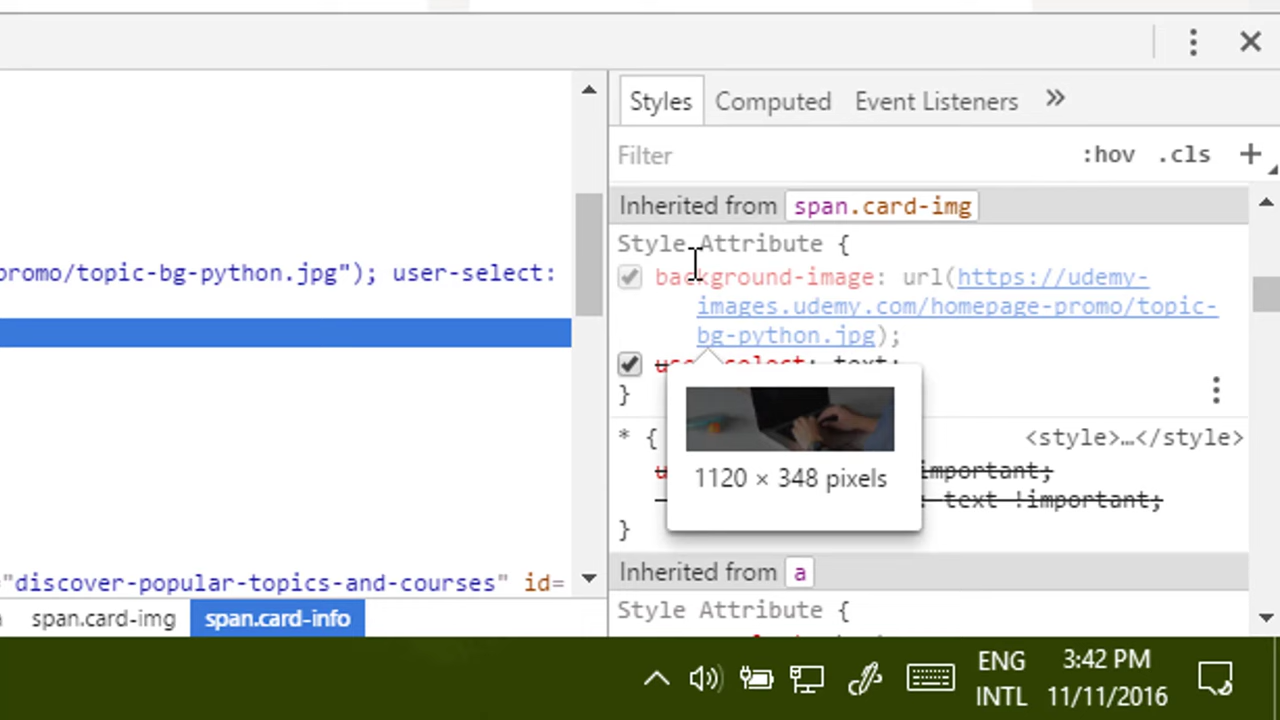 Styles Computed Event Listeners »
Filter :hov .cls +
Inherited from span.card-img
Style Attribute {
background-image: url(https://udemy-
promo/topic-bg-python.jpg"); user-select:
images.udemy.com/homepage-promo/topic-
bg-python.jpg);
text;
}
* { <style>…</style>
important;
1120 × 348 pixels
: text !important;
}
Inherited from a
="discover-popular-topics-and-courses" id=
Style Attribute {
span.card-img span.card-info
ENG 3:42 PM
INTL 11/11/2016